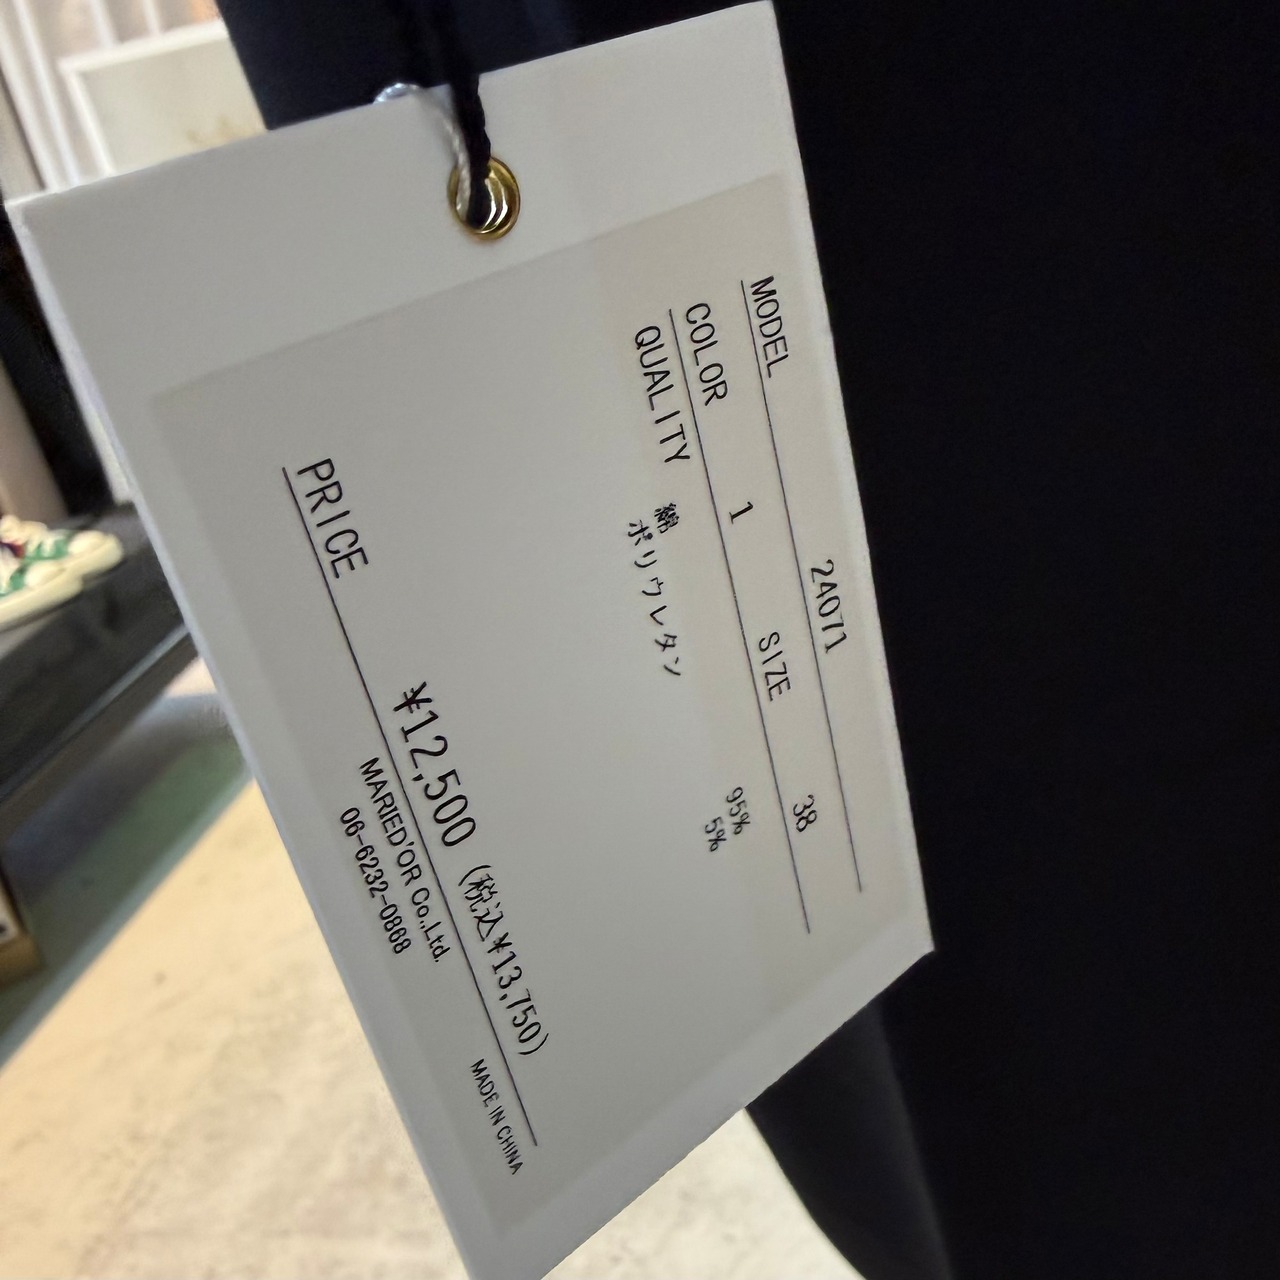 MODEL 24071
COLOR 1 SIZE 38
QUALITY 綿 95%
ポリウレタン 5%
PRICE ¥12,500 (税込¥13,750)
MARIED'OR Co.,Ltd.
06-6232-0868
MADE IN CHINA